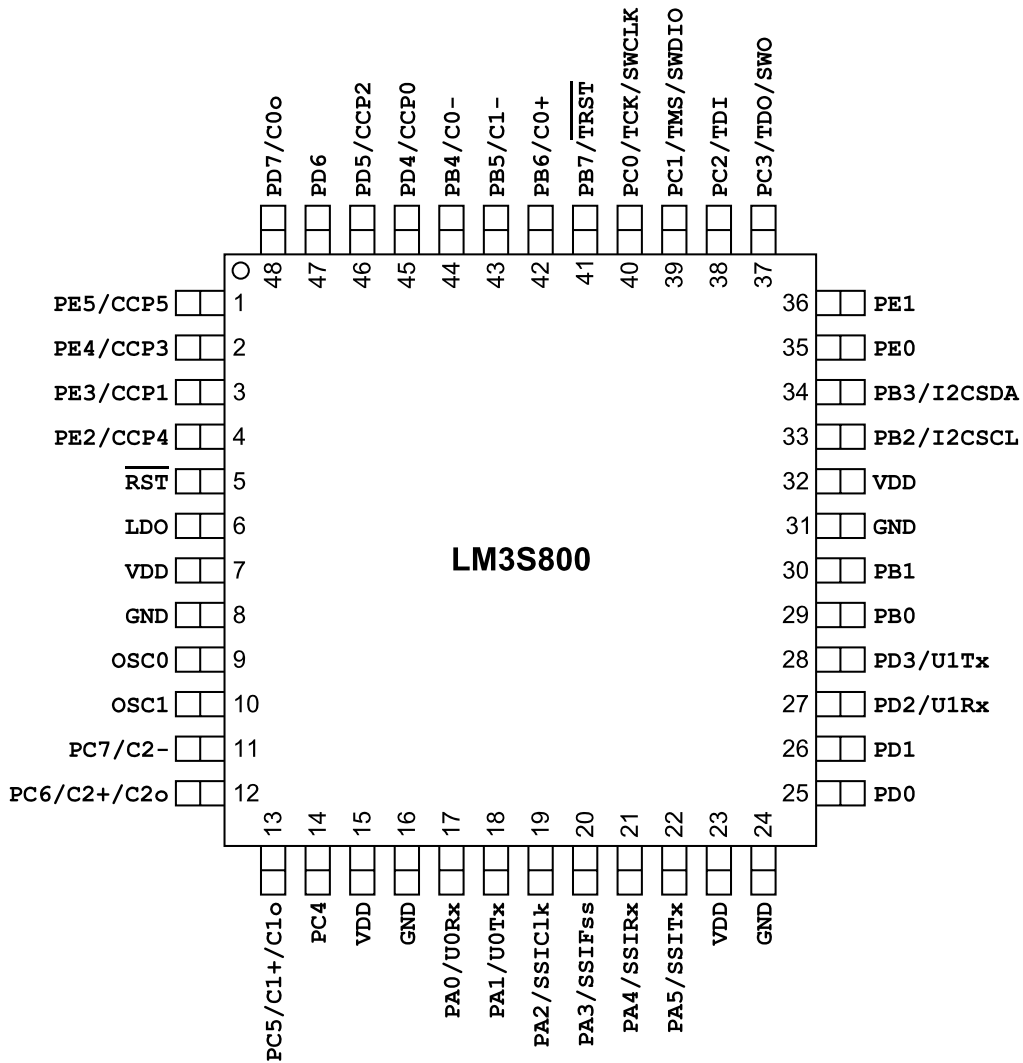 PD7/C0o
PD6
PD5/CCP2
PD4/CCP0
PB4/C0-
PB5/C1-
PB6/C0+
PB7/TRST
PC0/TCK/SWCLK
PC1/TMS/SWDIO
PC2/TDI
PC3/TDO/SWO
48
47
46
45
44
43
42
41
40
39
38
37
PE5/CCP5 1
PE4/CCP3 2
PE3/CCP1 3
PE2/CCP4 4
RST 5
LDO 6
VDD 7
GND 8
OSC0 9
OSC1 10
PC7/C2- 11
PC6/C2+/C2o 12
LM3S800
36 PE1
35 PE0
34 PB3/I2CSDA
33 PB2/I2CSCL
32 VDD
31 GND
30 PB1
29 PB0
28 PD3/U1Tx
27 PD2/U1Rx
26 PD1
25 PD0
13
14
15
16
17
18
19
20
21
22
23
24
PC5/C1+/C1o
PC4
VDD
GND
PA0/U0Rx
PA1/U0Tx
PA2/SSIClk
PA3/SSIFss
PA4/SSIRx
PA5/SSITx
VDD
GND